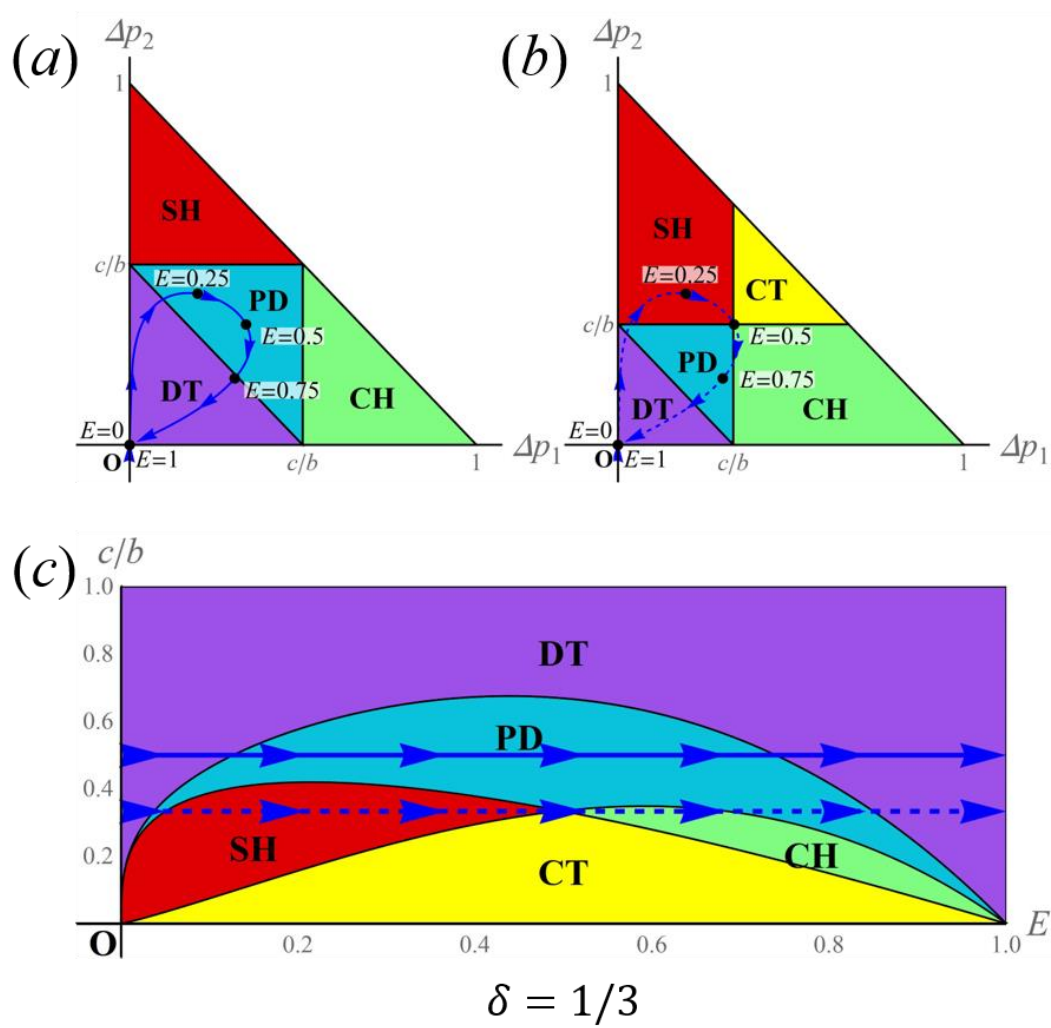 (a)
Δp₂
1
SH
c/b
E=0.25
PD
E=0.5
DT
E=0.75
CH
E=0
O
E=1
c/b
1
Δp₁
(b)
Δp₂
1
SH
CT
E=0.25
c/b
E=0.5
PD
E=0.75
DT
CH
E=0
O
E=1
c/b
1
Δp₁
(c)
c/b
1.0
0.8
0.6
0.4
0.2
DT
PD
SH
CT
CH
O
0.2
0.4
0.6
0.8
1.0
E
δ = 1/3